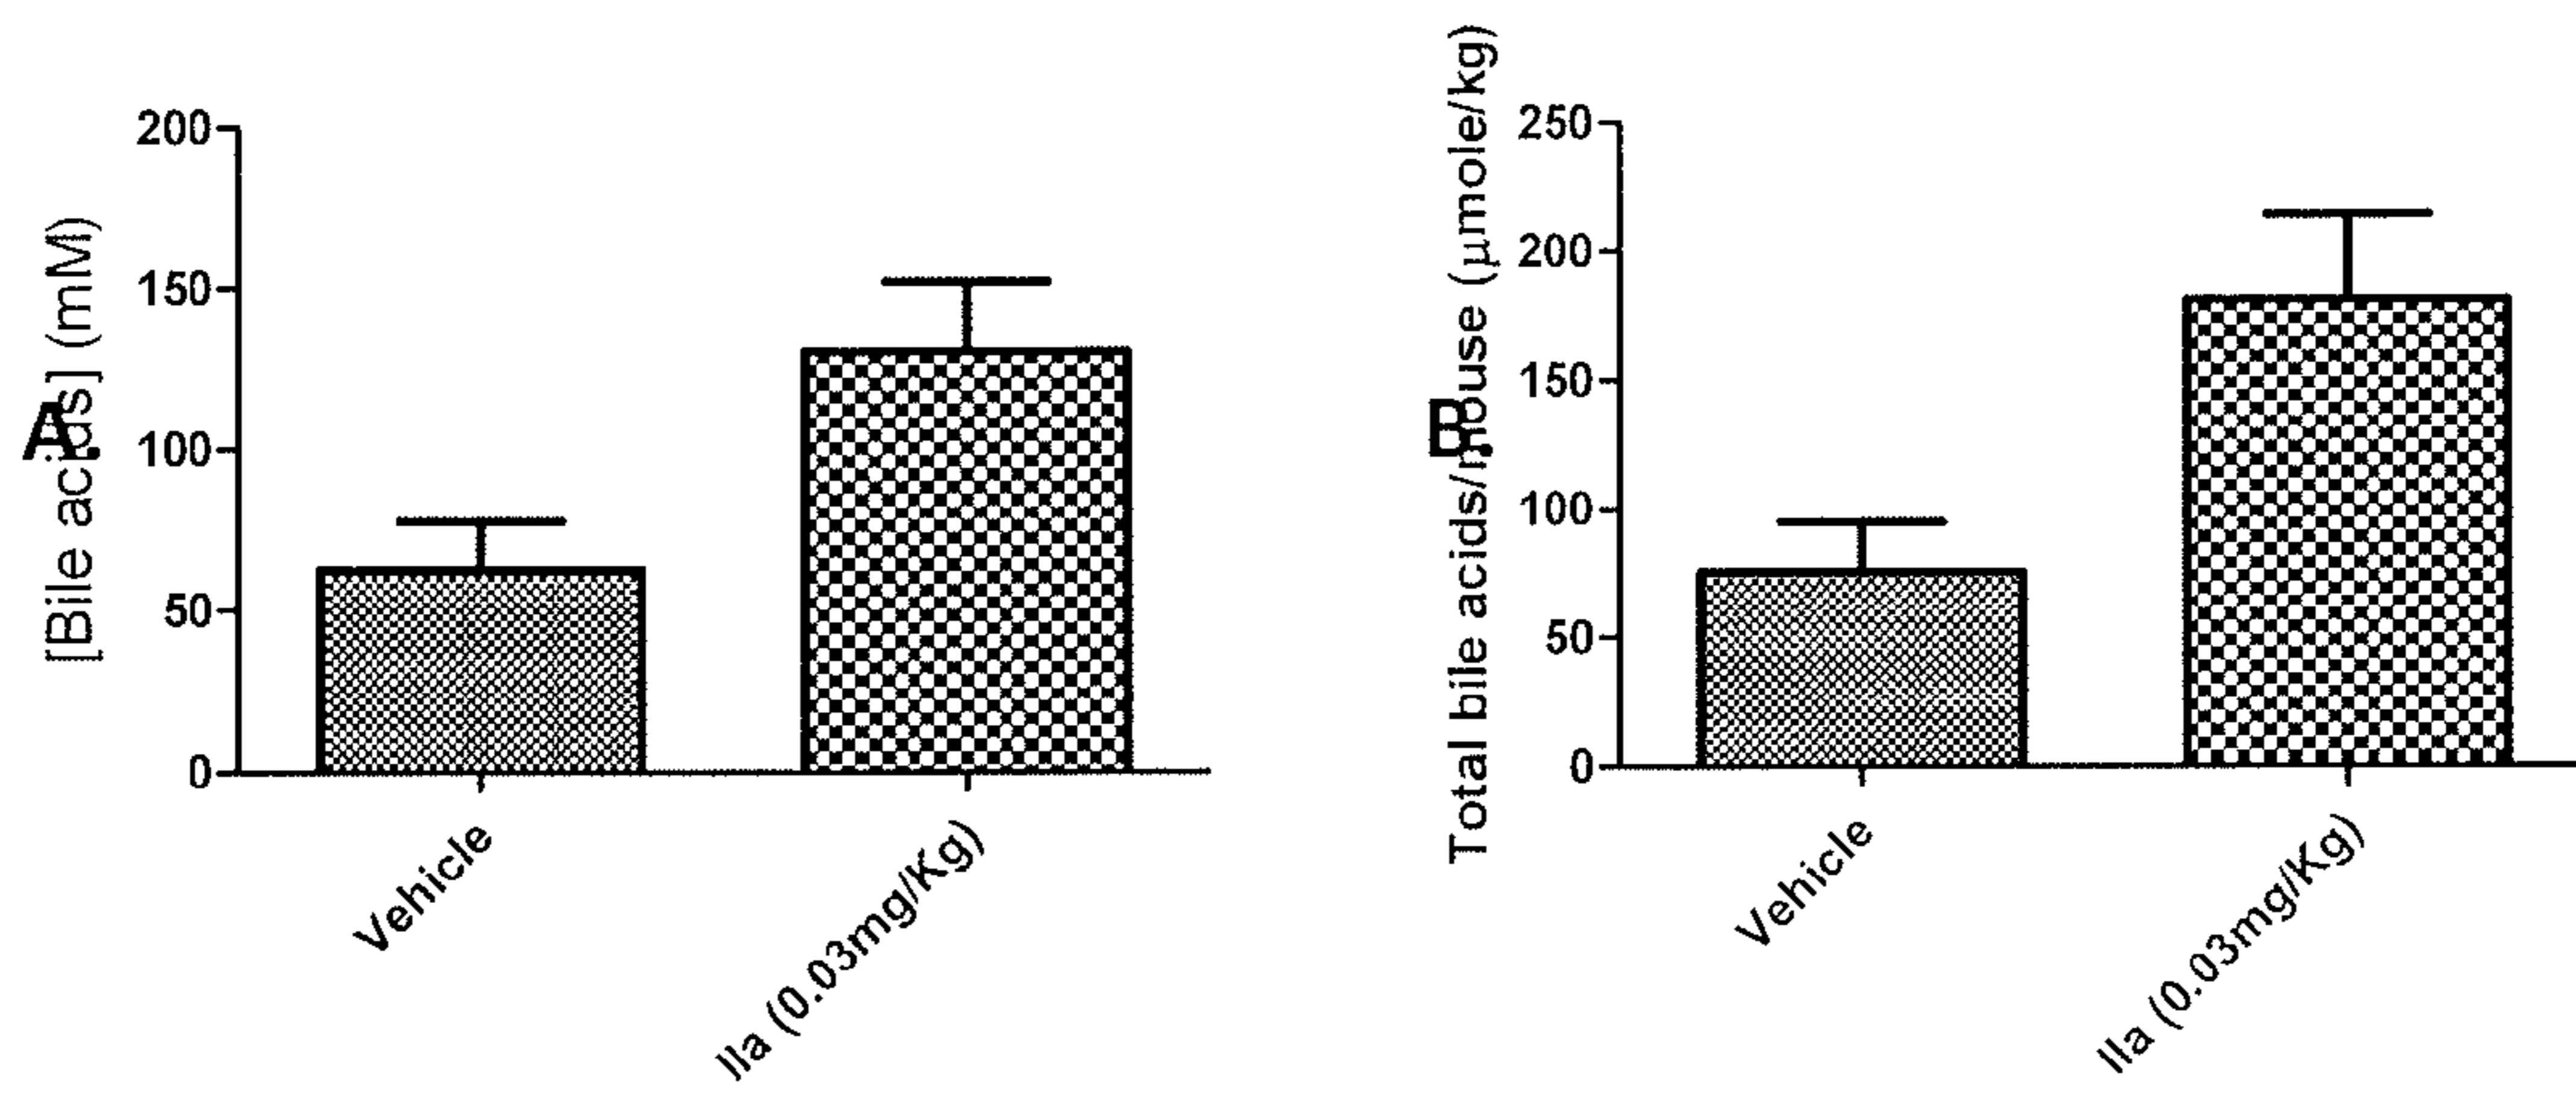 A.
[Bile acids] (mM)
200
150
100
50
0
Vehicle
IIa (0.03mg/Kg)
B.
Total bile acids/mouse (μmole/kg)
250
200
150
100
50
0
Vehicle
IIa (0.03mg/Kg)